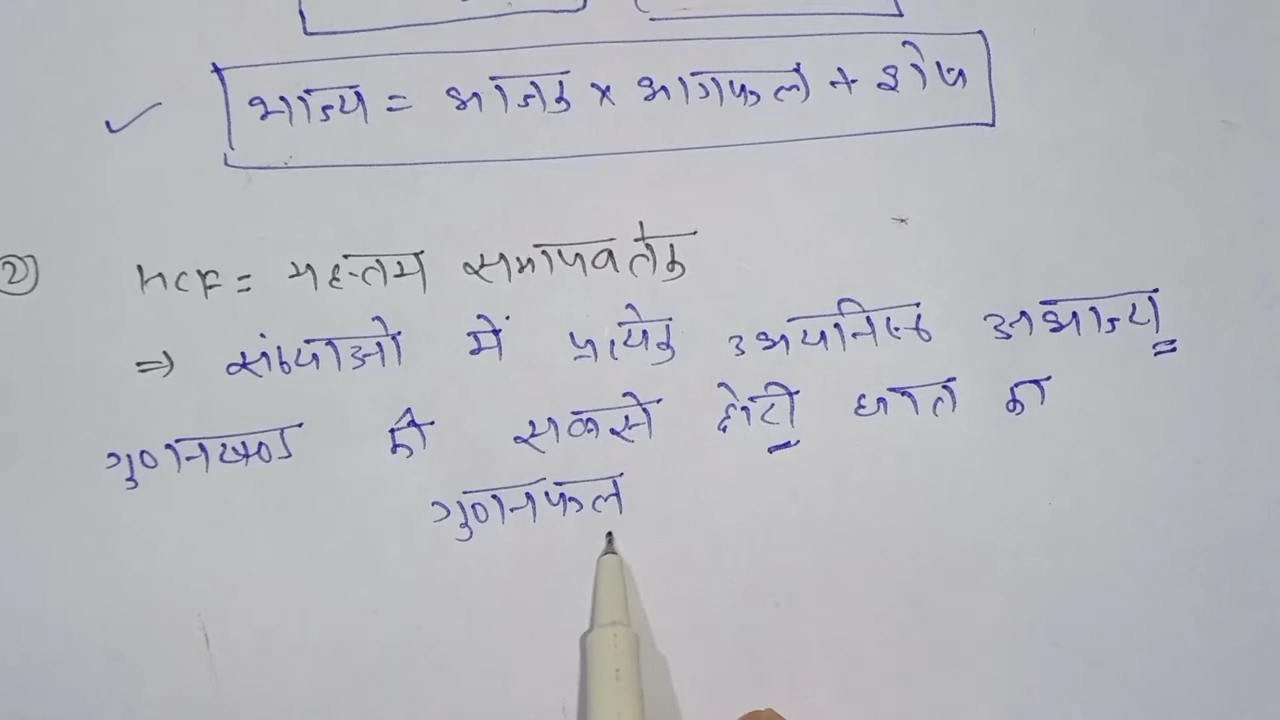 भाज्य = भाजक × भागफल + शेष
2) HCF = महत्तम समापवर्तक
⇒ संख्याओ में प्रत्येक उभयनिष्ठ अभाज्य
गुणनखण्ड की सबसे छोटी घात का
गुणनफल